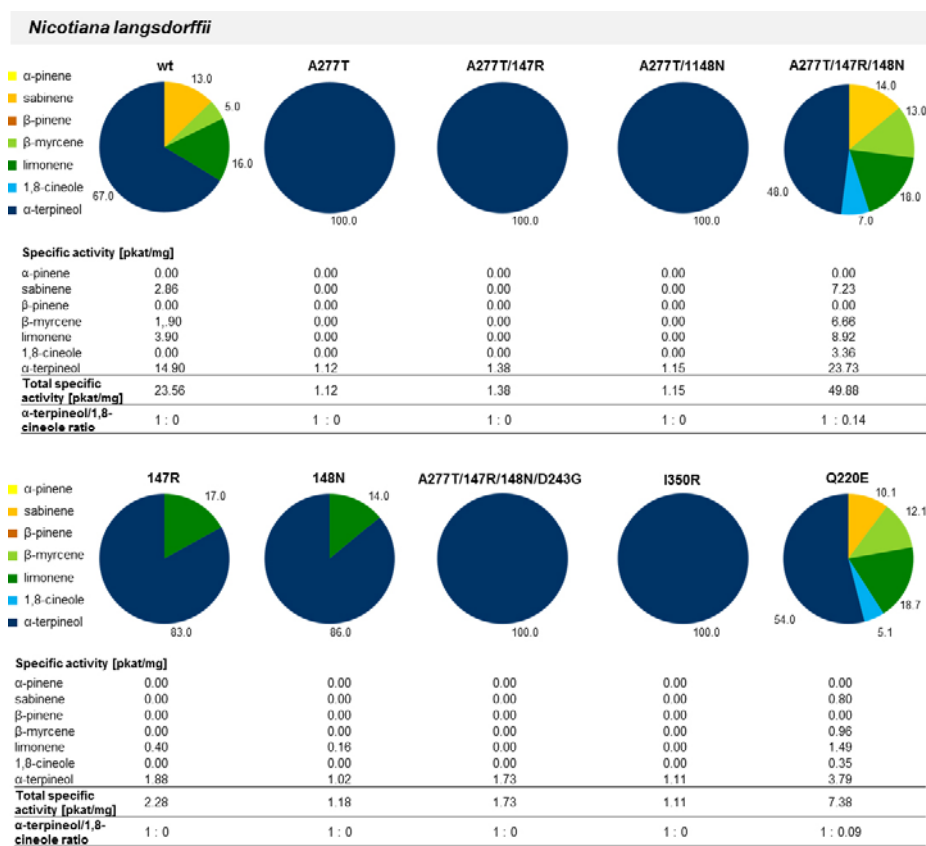 Nicotiana langsdorffii
wt A277T A277T/147R A277T/1148N A277T/147R/148N
α-pinene
sabinene
β-pinene
β-myrcene
limonene
1,8-cineole
α-terpineol
13.0
5.0
16.0
67.0
100.0
100.0
100.0
14.0
13.0
18.0
7.0
48.0
Specific activity [pkat/mg]
α-pinene 0.00 0.00 0.00 0.00 0.00
sabinene 2.86 0.00 0.00 0.00 7.23
β-pinene 0.00 0.00 0.00 0.00 0.00
β-myrcene 1,.90 0.00 0.00 0.00 6.66
limonene 3.90 0.00 0.00 0.00 8.92
1,8-cineole 0.00 0.00 0.00 0.00 3.36
α-terpineol 14.90 1.12 1.38 1.15 23.73
Total specific
activity [pkat/mg] 23.56 1.12 1.38 1.15 49.88
α-terpineol/1,8-
cineole ratio 1 : 0 1 : 0 1 : 0 1 : 0 1 : 0.14
147R 148N A277T/147R/148N/D243G I350R Q220E
α-pinene
sabinene
β-pinene
β-myrcene
limonene
1,8-cineole
α-terpineol
17.0
83.0
14.0
86.0
100.0
100.0
10.1
12.1
18.7
5.1
54.0
Specific activity [pkat/mg]
α-pinene 0.00 0.00 0.00 0.00 0.00
sabinene 0.00 0.00 0.00 0.00 0.80
β-pinene 0.00 0.00 0.00 0.00 0.00
β-myrcene 0.00 0.00 0.00 0.00 0.96
limonene 0.40 0.16 0.00 0.00 1.49
1,8-cineole 0.00 0.00 0.00 0.00 0.35
α-terpineol 1.88 1.02 1.73 1.11 3.79
Total specific
activity [pkat/mg] 2.28 1.18 1.73 1.11 7.38
α-terpineol/1,8-
cineole ratio 1 : 0 1 : 0 1 : 0 1 : 0 1 : 0.09